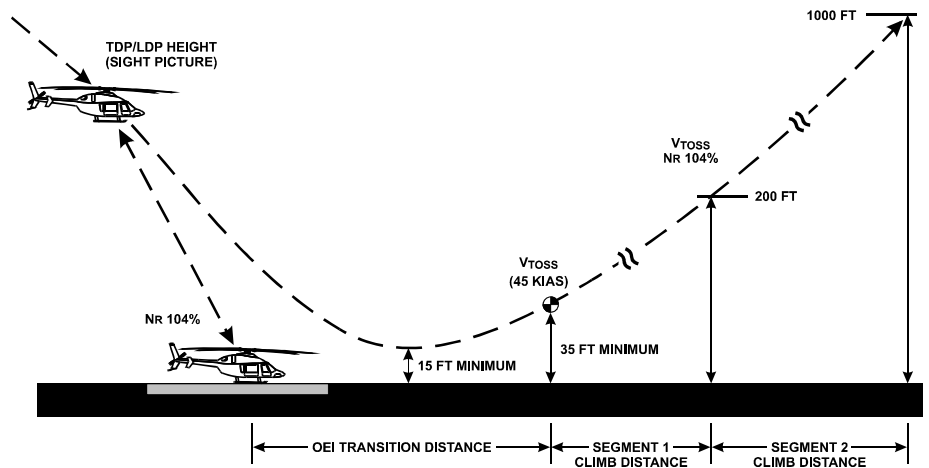 1000 FT
TDP/LDP HEIGHT
(SIGHT PICTURE)
VTOSS
NR 104%
200 FT
VTOSS
(45 KIAS)
NR 104%
15 FT MINIMUM
35 FT MINIMUM
OEI TRANSITION DISTANCE
SEGMENT 1
CLIMB DISTANCE
SEGMENT 2
CLIMB DISTANCE